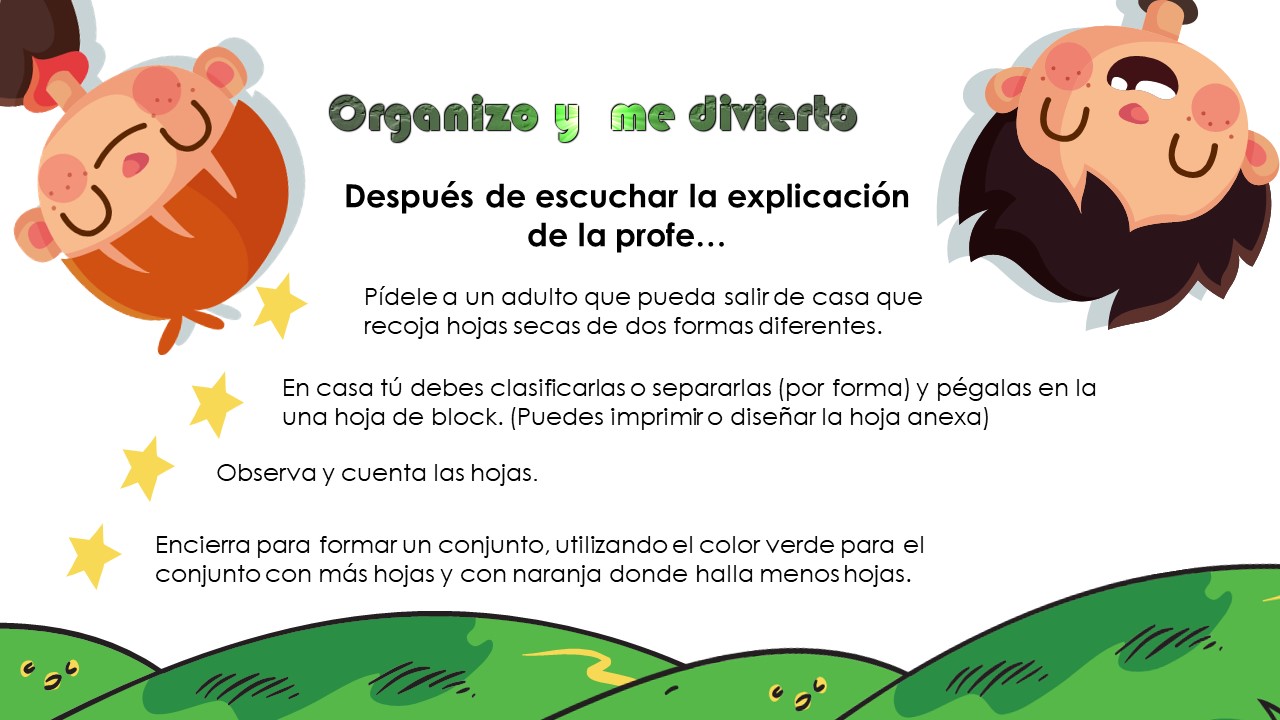 Organizo y me divierto
Después de escuchar la explicación
de la profe...
Pídele a un adulto que pueda salir de casa que
recoja hojas secas de dos formas diferentes.
En casa tú debes clasificarlas o separarlas (por forma) y pégalas en la
una hoja de block. (Puedes imprimir o diseñar la hoja anexa)
Observa y cuenta las hojas.
Encierra para formar un conjunto, utilizando el color verde para el
conjunto con más hojas y con naranja donde halla menos hojas.